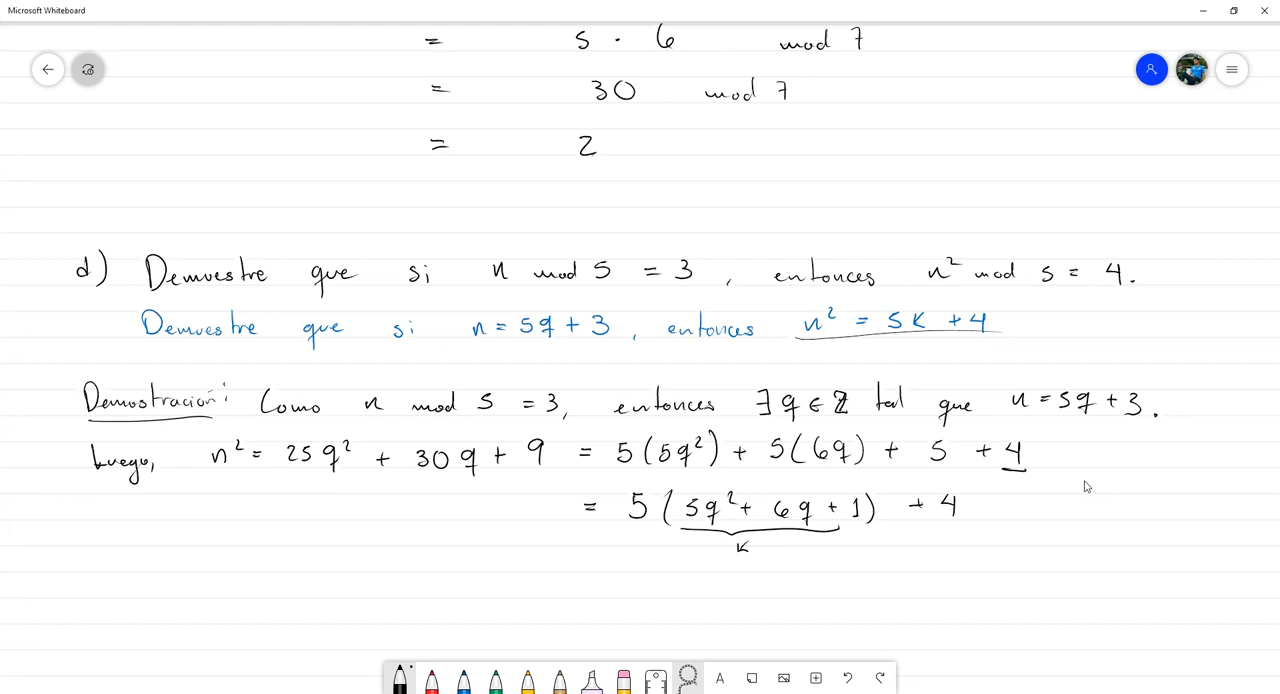 Microsoft Whiteboard
= 5 · 6 mod 7
= 30 mod 7
= 2
d) Demuestre que si n mod 5 = 3 , entonces n² mod 5 = 4 .
Demuestre que si n = 5q + 3 , entonces n² = 5K + 4
Demostración: Como n mod 5 = 3, entonces ∃ q ∈ ℤ tal que n = 5q + 3 .
Luego, n² = 25q² + 30q + 9 = 5(5q²) + 5(6q) + 5 + 4
= 5(5q² + 6q + 1) + 4
K
A